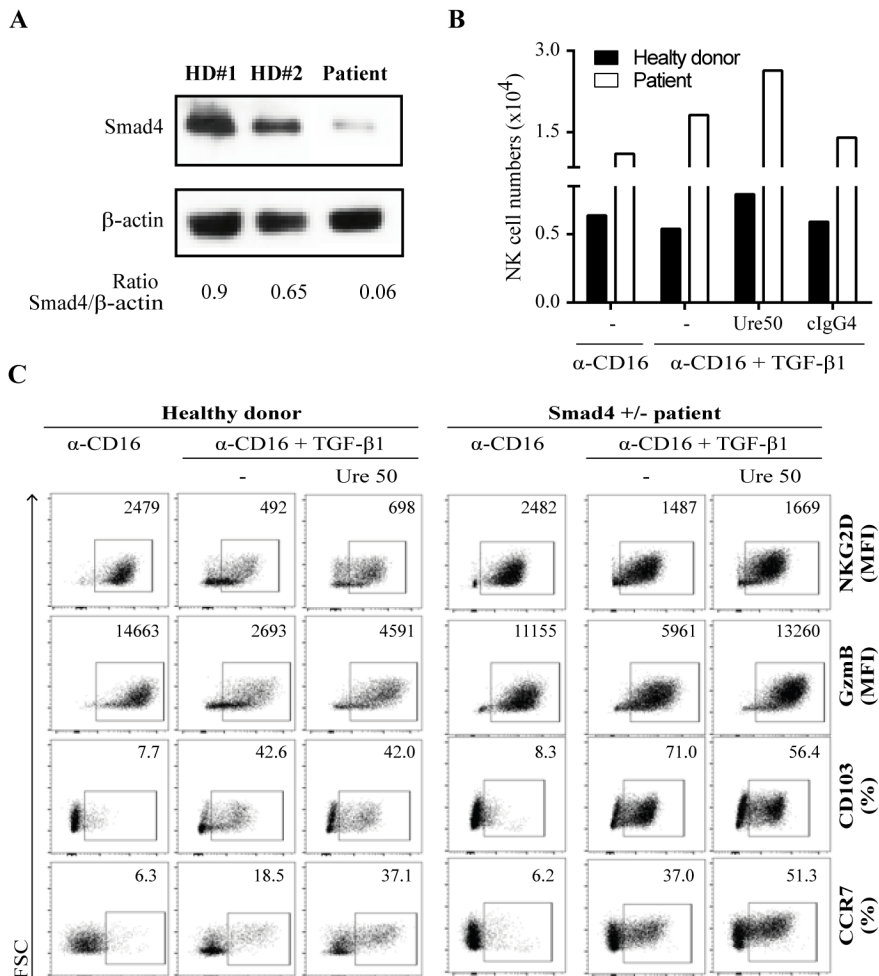 A
HD#1 HD#2 Patient
Smad4
β-actin
Ratio
Smad4/β-actin
0.9 0.65 0.06
B
NK cell numbers (x10⁴)
3.0
1.5
0.5
0.0
Healty donor
Patient
- - Ure50 cIgG4
α-CD16 α-CD16 + TGF-β1
C
Healthy donor Smad4 +/- patient
α-CD16 α-CD16 + TGF-β1 α-CD16 α-CD16 + TGF-β1
- Ure 50 - Ure 50
2479 492 698 2482 1487 1669
NKG2D
(MFI)
14663 2693 4591 11155 5961 13260
GzmB
(MFI)
7.7 42.6 42.0 8.3 71.0 56.4
CD103
(%)
6.3 18.5 37.1 6.2 37.0 51.3
CCR7
(%)
FSC